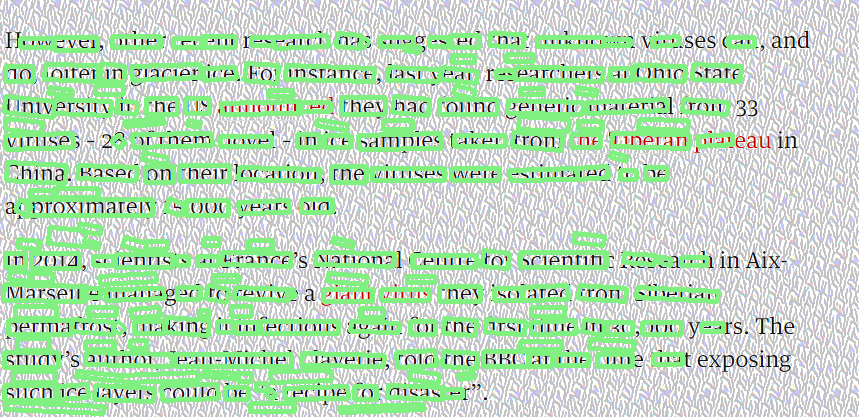 However, other recent research has suggested that unknown viruses can, and
do, loiter in glacier ice. For instance, last year researchers at Ohio State
University in the US announced they had found genetic material from 33
viruses - 28 of them novel - in ice samples taken from the Tibetan plateau in
China. Based on their location, the viruses were estimated to be
approximately 15,000 years old.
In 2014, scientists at France's National Centre for Scientific Research in Aix-
Marseille managed to revive a giant virus they isolated from Siberian
permafrost, making it infectious again for the first time in 30,000 years. The
study's author, Jean-Michel Claverie, told the BBC at the time that exposing
such ice layers could be "a recipe for disaster".